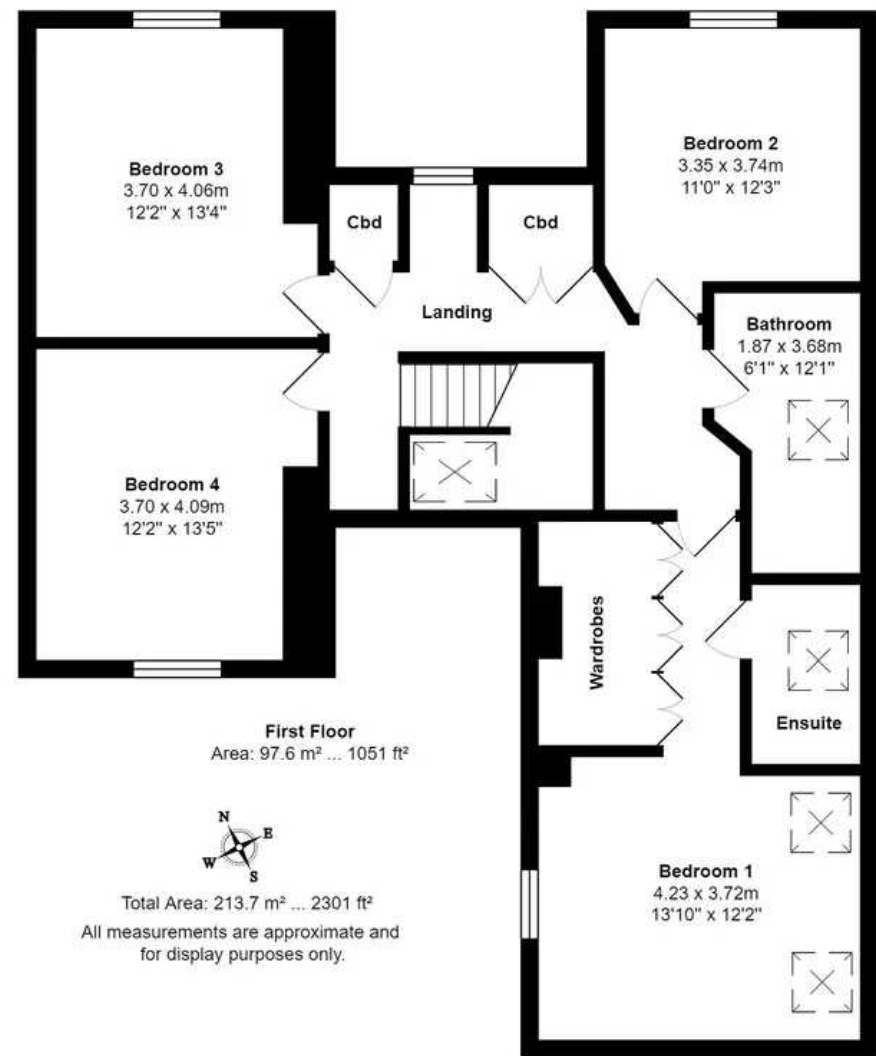 Bedroom 3
3.70 x 4.06m
12'2" x 13'4"
Cbd
Cbd
Bedroom 2
3.35 x 3.74m
11'0" x 12'3"
Landing
Bathroom
1.87 x 3.68m
6'1" x 12'1"
Bedroom 4
3.70 x 4.09m
12'2" x 13'5"
Wardrobes
Ensuite
First Floor
Area: 97.6 m² ... 1051 ft²
N
E
W
S
Total Area: 213.7 m² ... 2301 ft²
All measurements are approximate and
for display purposes only.
Bedroom 1
4.23 x 3.72m
13'10" x 12'2"